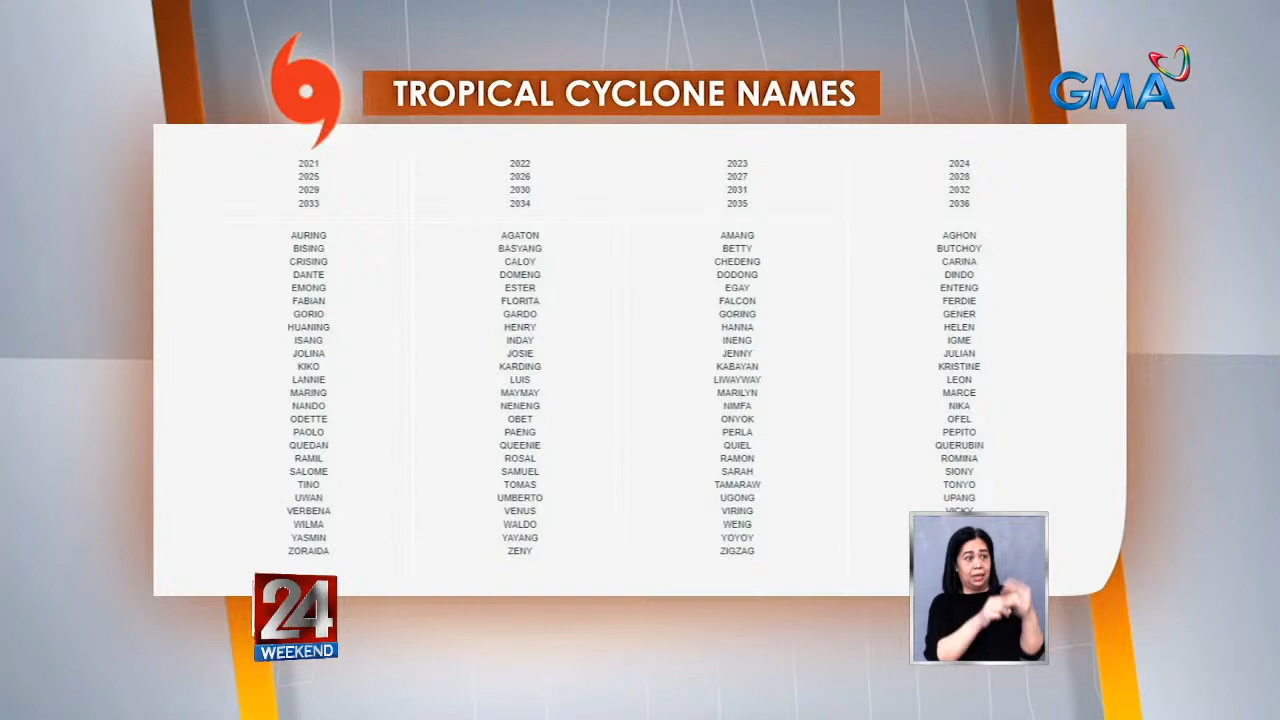 TROPICAL CYCLONE NAMES
GMA
2021 2022 2023 2024
2025 2026 2027 2028
2029 2030 2031 2032
2033 2034 2035 2036
AURING AGATON AMANG AGHON
BISING BASYANG BETTY BUTCHOY
CRISING CALOY CHEDENG CARINA
DANTE DOMENG DODONG DINDO
EMONG ESTER EGAY ENTENG
FABIAN FLORITA FALCON FERDIE
GORIO GARDO GORING GENER
HUANING HENRY HANNA HELEN
ISANG INDAY INENG IGME
JOLINA JOSIE JENNY JULIAN
KIKO KARDING KABAYAN KRISTINE
LANNIE LUIS LIWAYWAY LEON
MARING MAYMAY MARILYN MARCE
NANDO NENENG NIMFA NIKA
ODETTE OBET ONYOK OFEL
PAOLO PAENG PERLA PEPITO
QUEDAN QUEENIE QUIEL QUERUBIN
RAMIL ROSAL RAMON ROMINA
SALOME SAMUEL SARAH SIONY
TINO TOMAS TAMARAW TONYO
UWAN UMBERTO UGONG UPANG
VERBENA VENUS VIRING VICKY
WILMA WALDO WENG
YASMIN YAYANG YOYOY
ZORAIDA ZENY ZIGZAG
24
WEEKEND